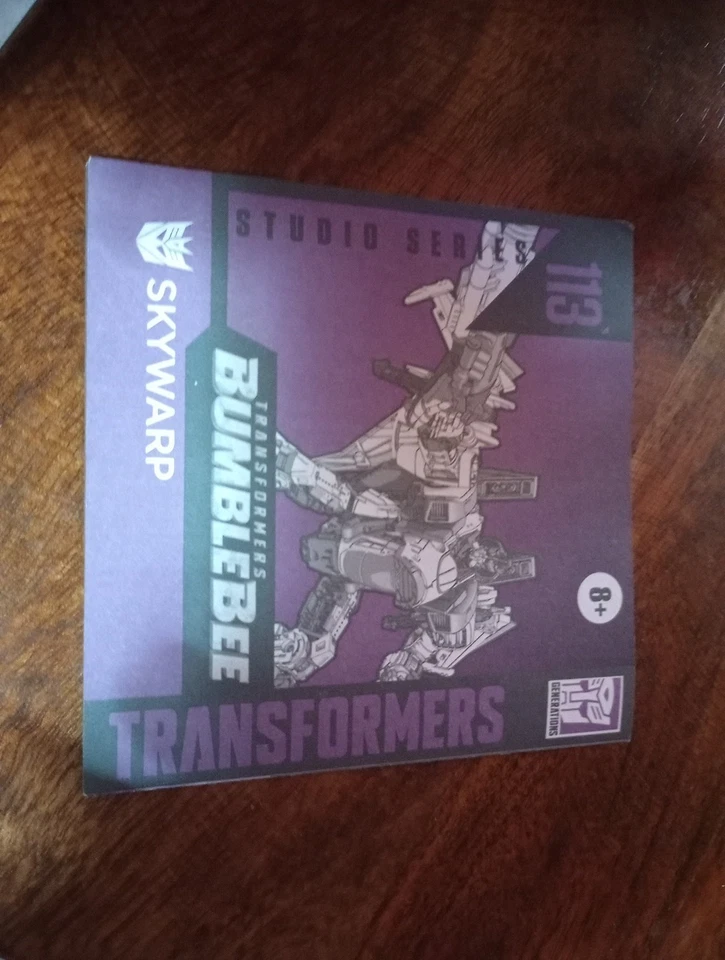 STUDIO SERIES
113
TRANSFORMERS
BUMBLEBEE
SKYWARP
8+
GENERATIONS
TRANSFORMERS